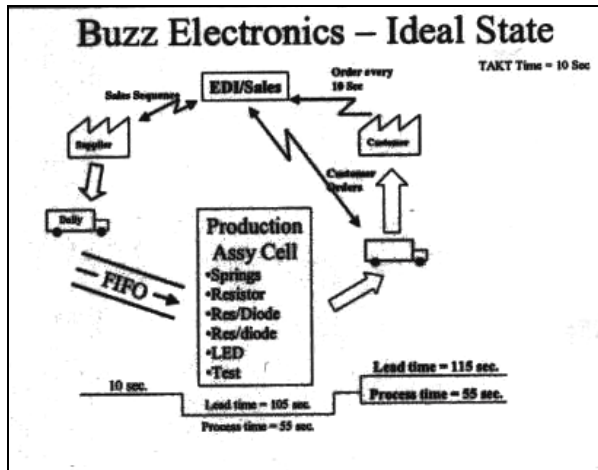 Buzz Electronics – Ideal State
TAKT Time = 10 Sec
EDI/Sales
Order every
10 Sec
Sales Sequence
Supplier
Customer
Customer
Orders
Daily
FIFO
Production
Assy Cell
•Springs
•Resistor
•Res/Diode
•Res/diode
•LED
•Test
10 sec.
Lead time = 105 sec.
Process time = 55 sec.
Lead time = 115 sec.
Process time = 55 sec.